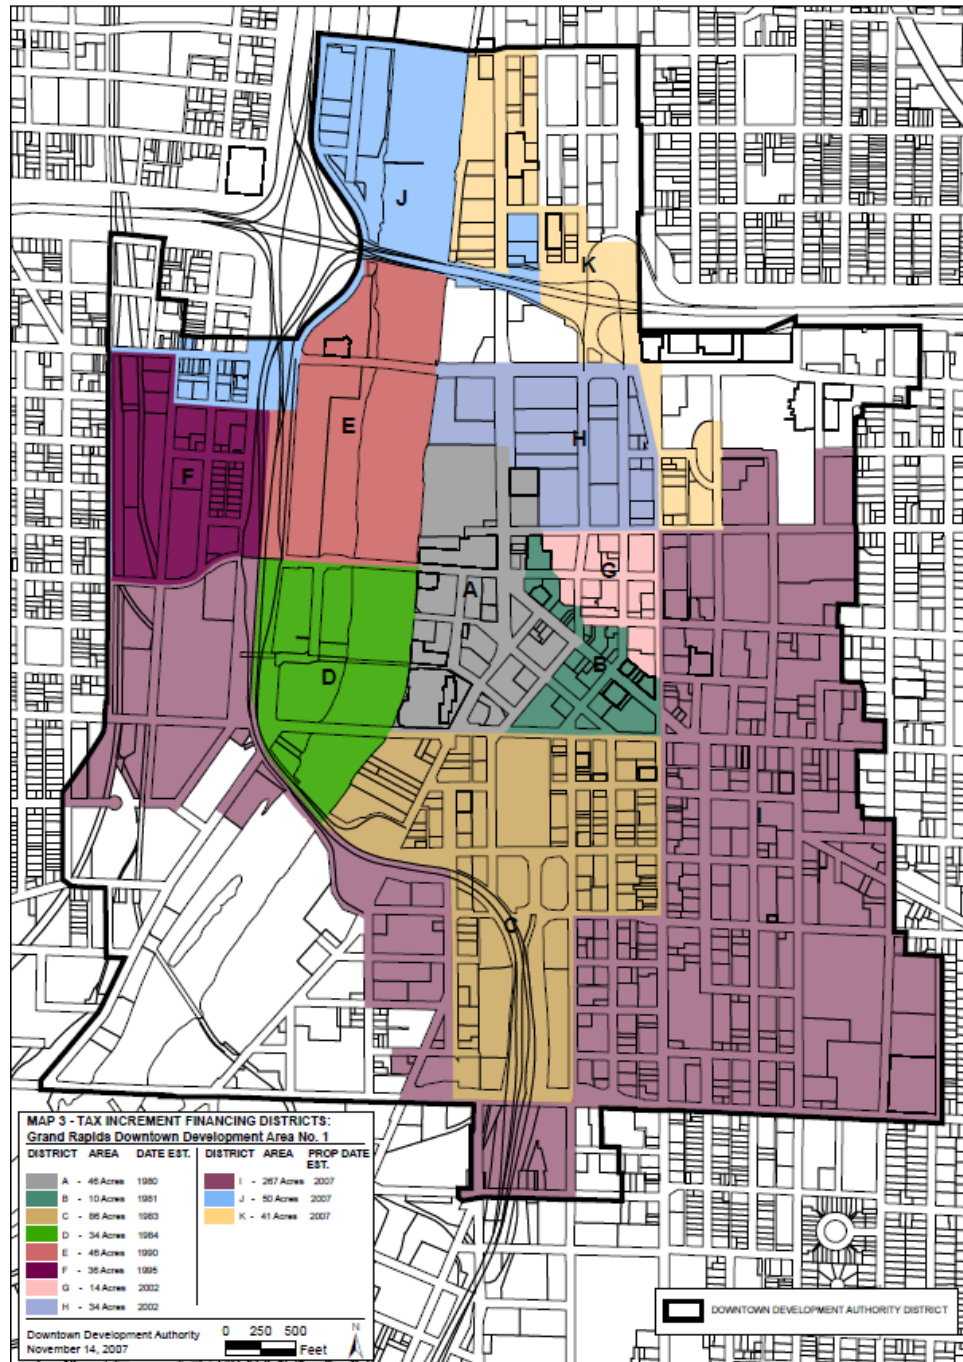 J
K
E
H
F
G
A
B
D
I
C
MAP 3 - TAX INCREMENT FINANCING DISTRICTS:
Grand Rapids Downtown Development Area No. 1
DISTRICT AREA DATE EST. DISTRICT AREA PROP DATE EST.
A - 46 Acres 1980 I - 267 Acres 2007
B - 10 Acres 1981 J - 50 Acres 2007
C - 86 Acres 1983 K - 41 Acres 2007
D - 34 Acres 1984
E - 46 Acres 1990
F - 36 Acres 1995
G - 14 Acres 2002
H - 34 Acres 2002
Downtown Development Authority
November 14, 2007
0 250 500
Feet
N
DOWNTOWN DEVELOPMENT AUTHORITY DISTRICT